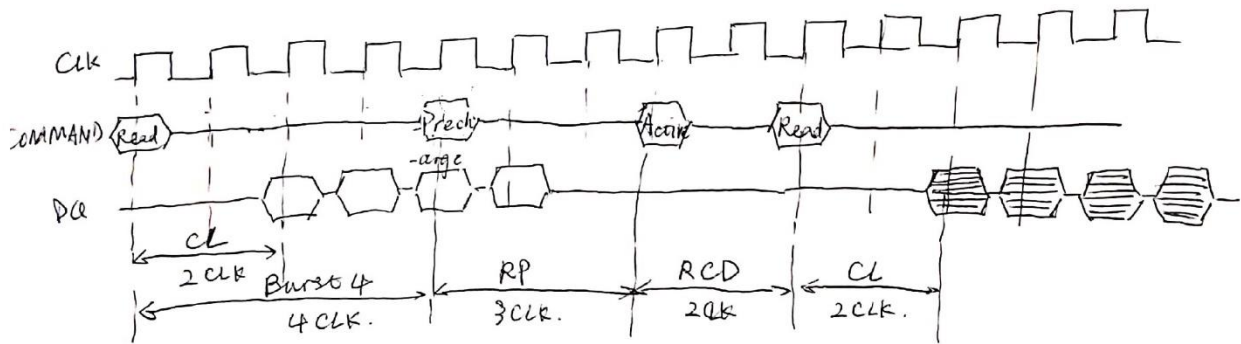 CLK
COMMAND Read Prech Active Read
-arge
DQ
CL RP RCD CL
2 CLK Burst 4 3 CLK. 2 CLK 2 CLK.
4 CLK.